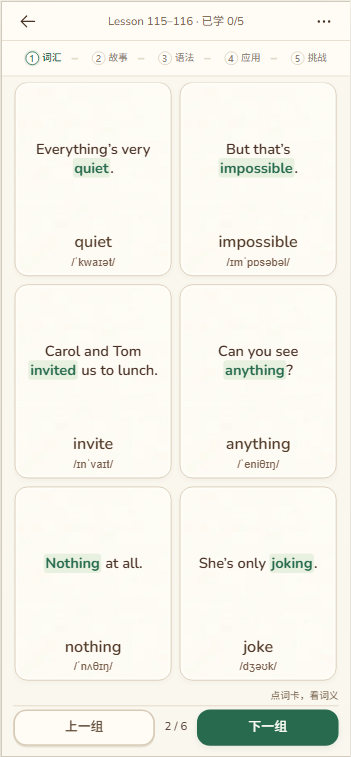 Lesson 115–116 · 已学 0/5
1 词汇 – 2 故事 – 3 语法 – 4 应用 – 5 挑战
Everything’s very
quiet.
quiet
/ˈkwaɪət/
But that’s
impossible.
impossible
/ɪmˈpɒsəbəl/
Carol and Tom
invited us to lunch.
invite
/ɪnˈvaɪt/
Can you see
anything?
anything
/ˈeniθɪŋ/
Nothing at all.
nothing
/ˈnʌθɪŋ/
She’s only joking.
joke
/dʒəʊk/
点词卡，看词义
上一组
2 / 6
下一组